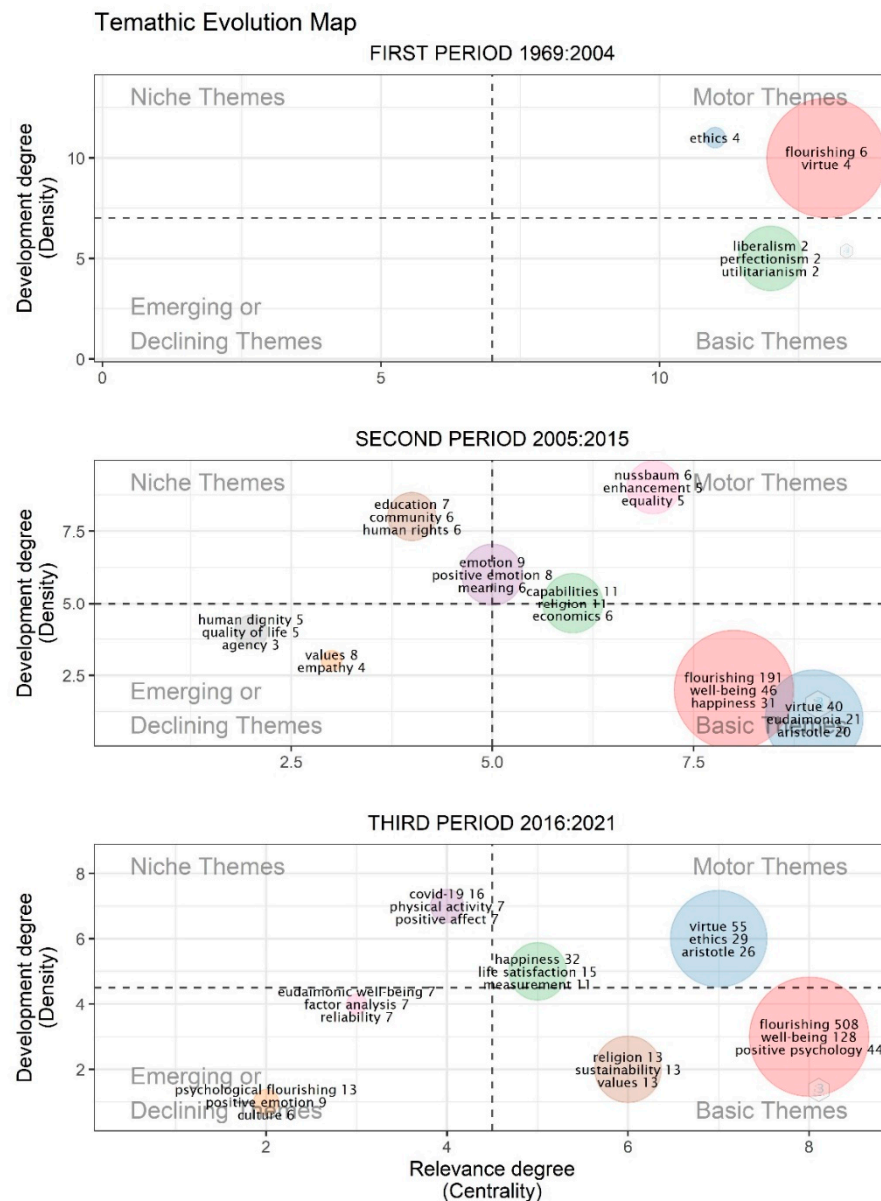 Temathic Evolution Map
FIRST PERIOD 1969:2004
Niche Themes
Motor Themes
ethics 4
flourishing 6
virtue 4
liberalism 2
perfectionism 2
utilitarianism 2
Emerging or
Declining Themes
Basic Themes
Development degree
(Density)
10
5
0
0
5
10
SECOND PERIOD 2005:2015
Niche Themes
Motor Themes
nussbaum 6
enhancement 5
equality 5
education 7
community 6
human rights 6
emotion 9
positive emotion 8
meaning 6
capabilities 11
religion 11
economics 6
human dignity 5
quality of life 5
agency 3
values 8
empathy 4
flourishing 191
well-being 46
happiness 31
virtue 40
eudaimonia 21
aristotle 20
Emerging or
Declining Themes
Basic Themes
Development degree
(Density)
7.5
5.0
2.5
2.5
5.0
7.5
THIRD PERIOD 2016:2021
Niche Themes
Motor Themes
covid-19 16
physical activity 7
positive affect 7
virtue 55
ethics 29
aristotle 26
happiness 32
life satisfaction 15
measurement 11
eudaimonic well-being 7
factor analysis 7
reliability 7
flourishing 508
well-being 128
positive psychology 44
religion 13
sustainability 13
values 13
Emerging or
Declining Themes
psychological flourishing 13
positive emotion 9
culture 6
Basic Themes
Development degree
(Density)
8
6
4
2
2
4
6
8
Relevance degree
(Centrality)